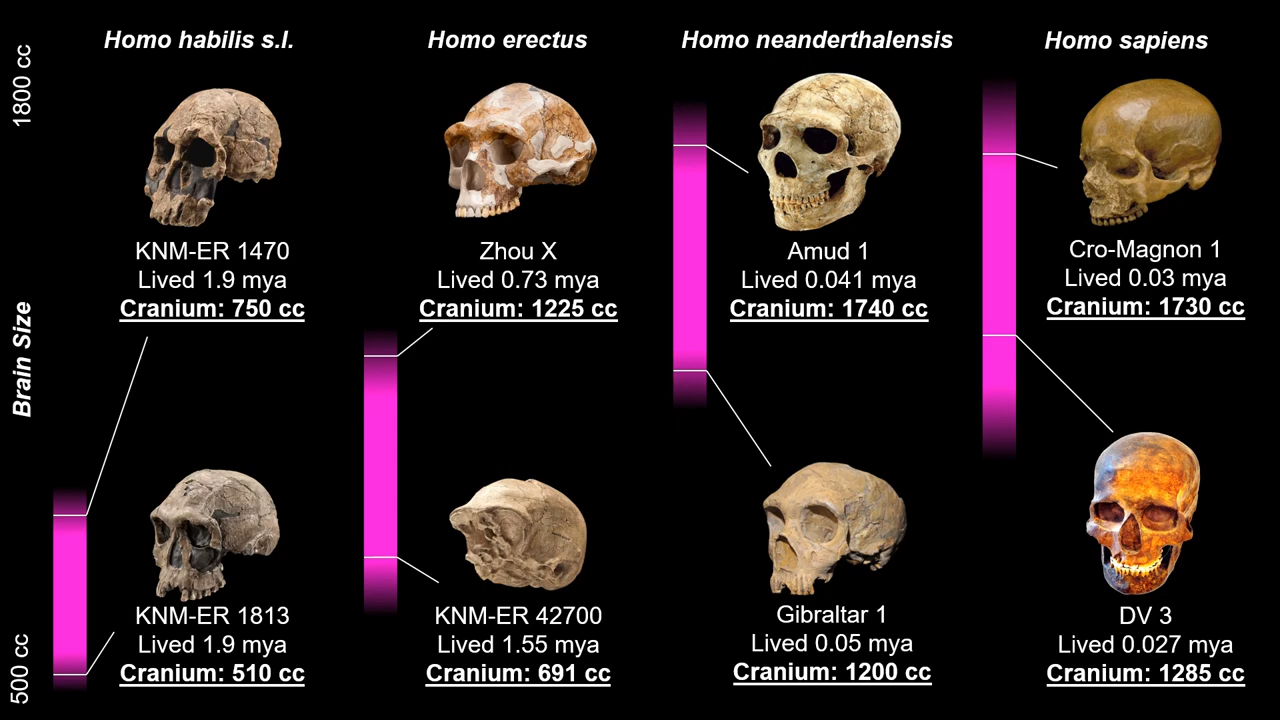 Homo habilis s.l.
Homo erectus
Homo neanderthalensis
Homo sapiens
1800 cc
Brain Size
500 cc
KNM-ER 1470
Lived 1.9 mya
Cranium: 750 cc
Zhou X
Lived 0.73 mya
Cranium: 1225 cc
Amud 1
Lived 0.041 mya
Cranium: 1740 cc
Cro-Magnon 1
Lived 0.03 mya
Cranium: 1730 cc
KNM-ER 1813
Lived 1.9 mya
Cranium: 510 cc
KNM-ER 42700
Lived 1.55 mya
Cranium: 691 cc
Gibraltar 1
Lived 0.05 mya
Cranium: 1200 cc
DV 3
Lived 0.027 mya
Cranium: 1285 cc